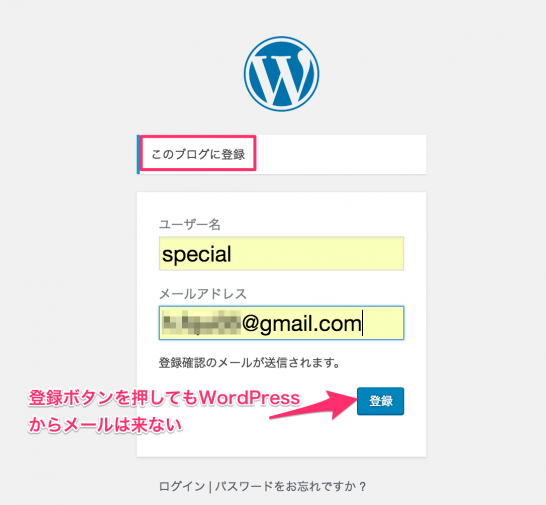 このブログに登録
ユーザー名
special
メールアドレス
@gmail.com
登録確認のメールが送信されます。
登録ボタンを押してもWordPress
からメールは来ない
登録
ログイン | パスワードをお忘れですか ?